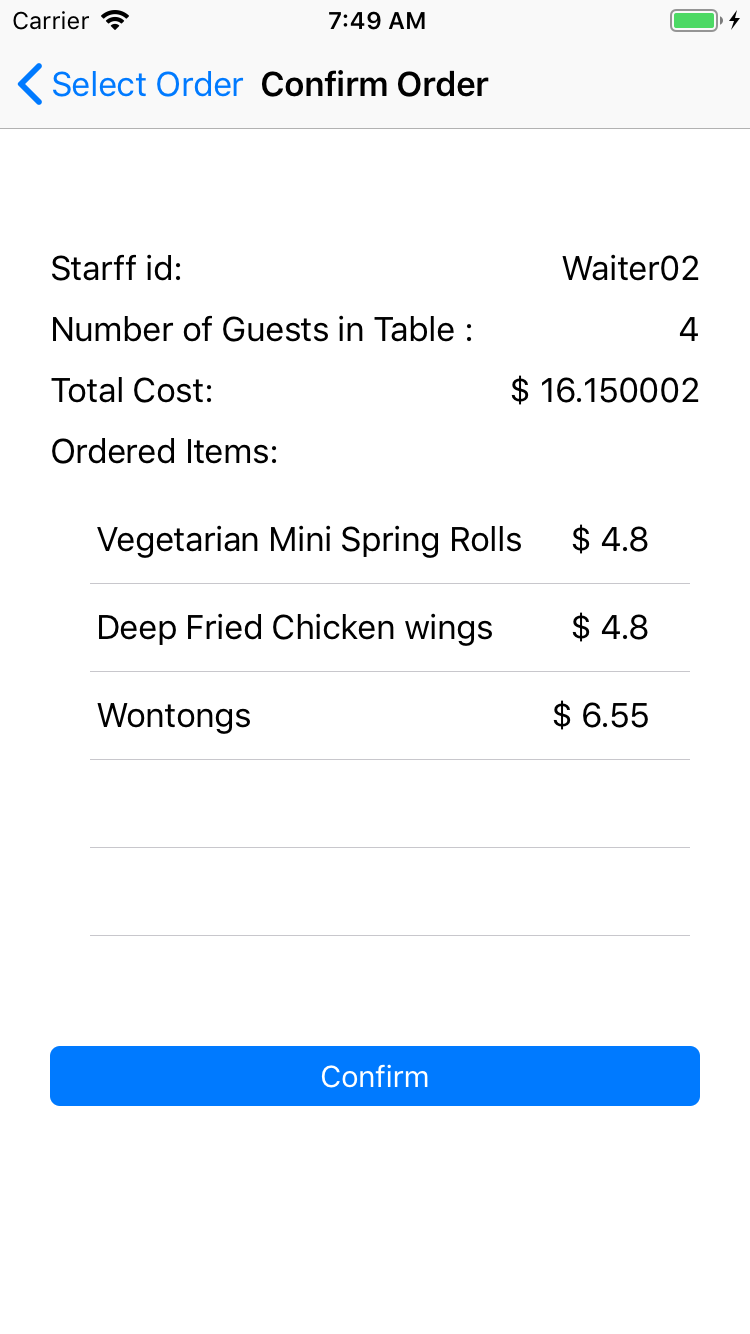 Carrier 7:49 AM
Select Order Confirm Order
Starff id: Waiter02
Number of Guests in Table : 4
Total Cost: $ 16.150002
Ordered Items:
Vegetarian Mini Spring Rolls $ 4.8
Deep Fried Chicken wings $ 4.8
Wontongs $ 6.55
Confirm